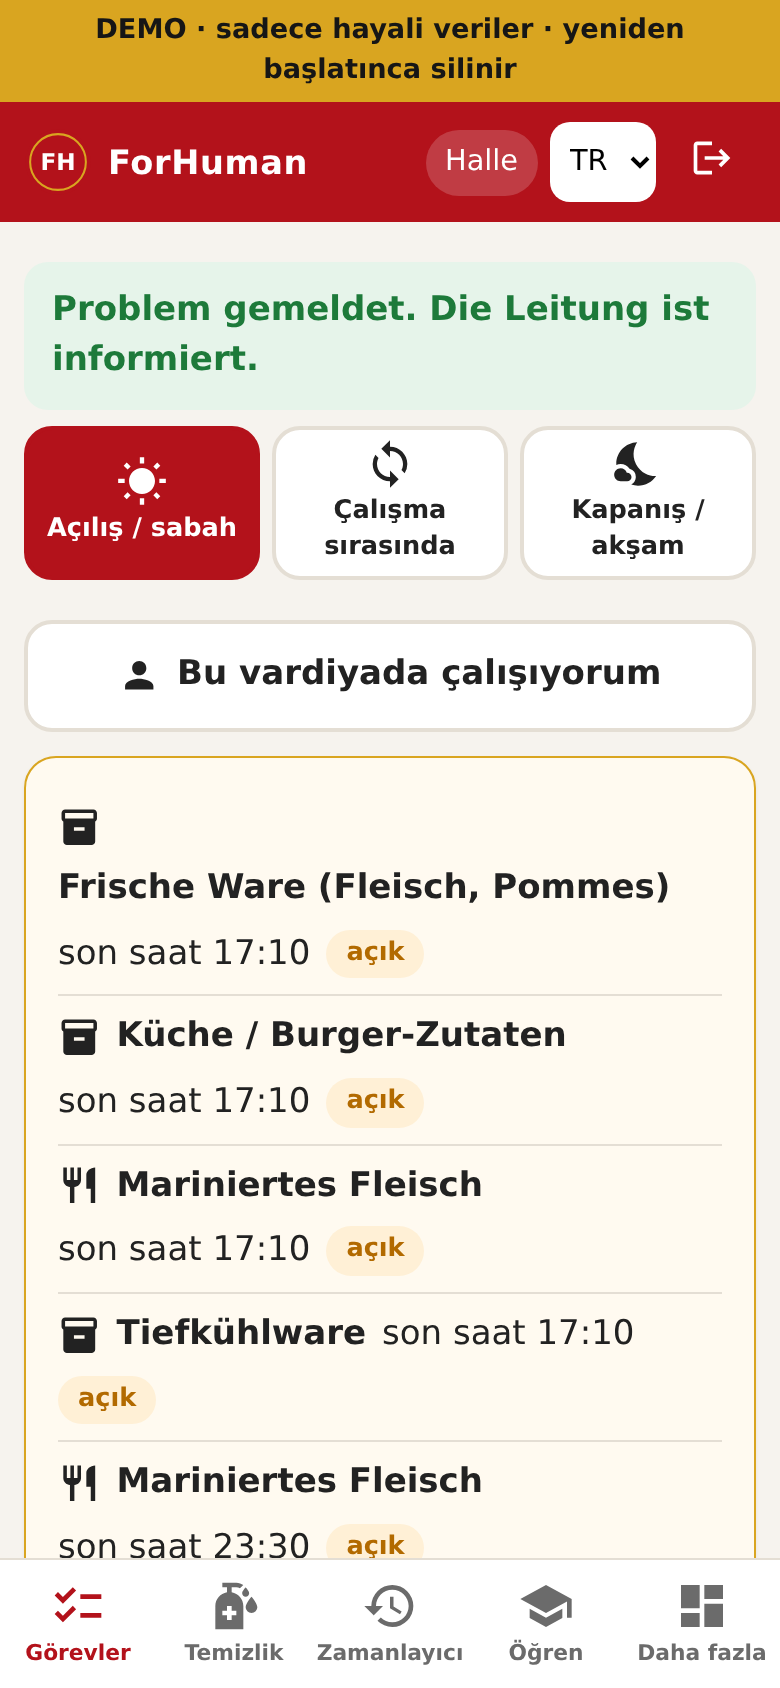 DEMO · sadece hayali veriler · yeniden
başlatınca silinir
FH ForHuman Halle TR
Problem gemeldet. Die Leitung ist
informiert.
Açılış / sabah
Çalışma
sırasında
Kapanış /
akşam
Bu vardiyada çalışıyorum
Frische Ware (Fleisch, Pommes)
son saat 17:10 açık
Küche / Burger-Zutaten
son saat 17:10 açık
Mariniertes Fleisch
son saat 17:10 açık
Tiefkühlware son saat 17:10
açık
Mariniertes Fleisch
son saat 23:30 açık
Görevler Temizlik Zamanlayıcı Öğren Daha fazla